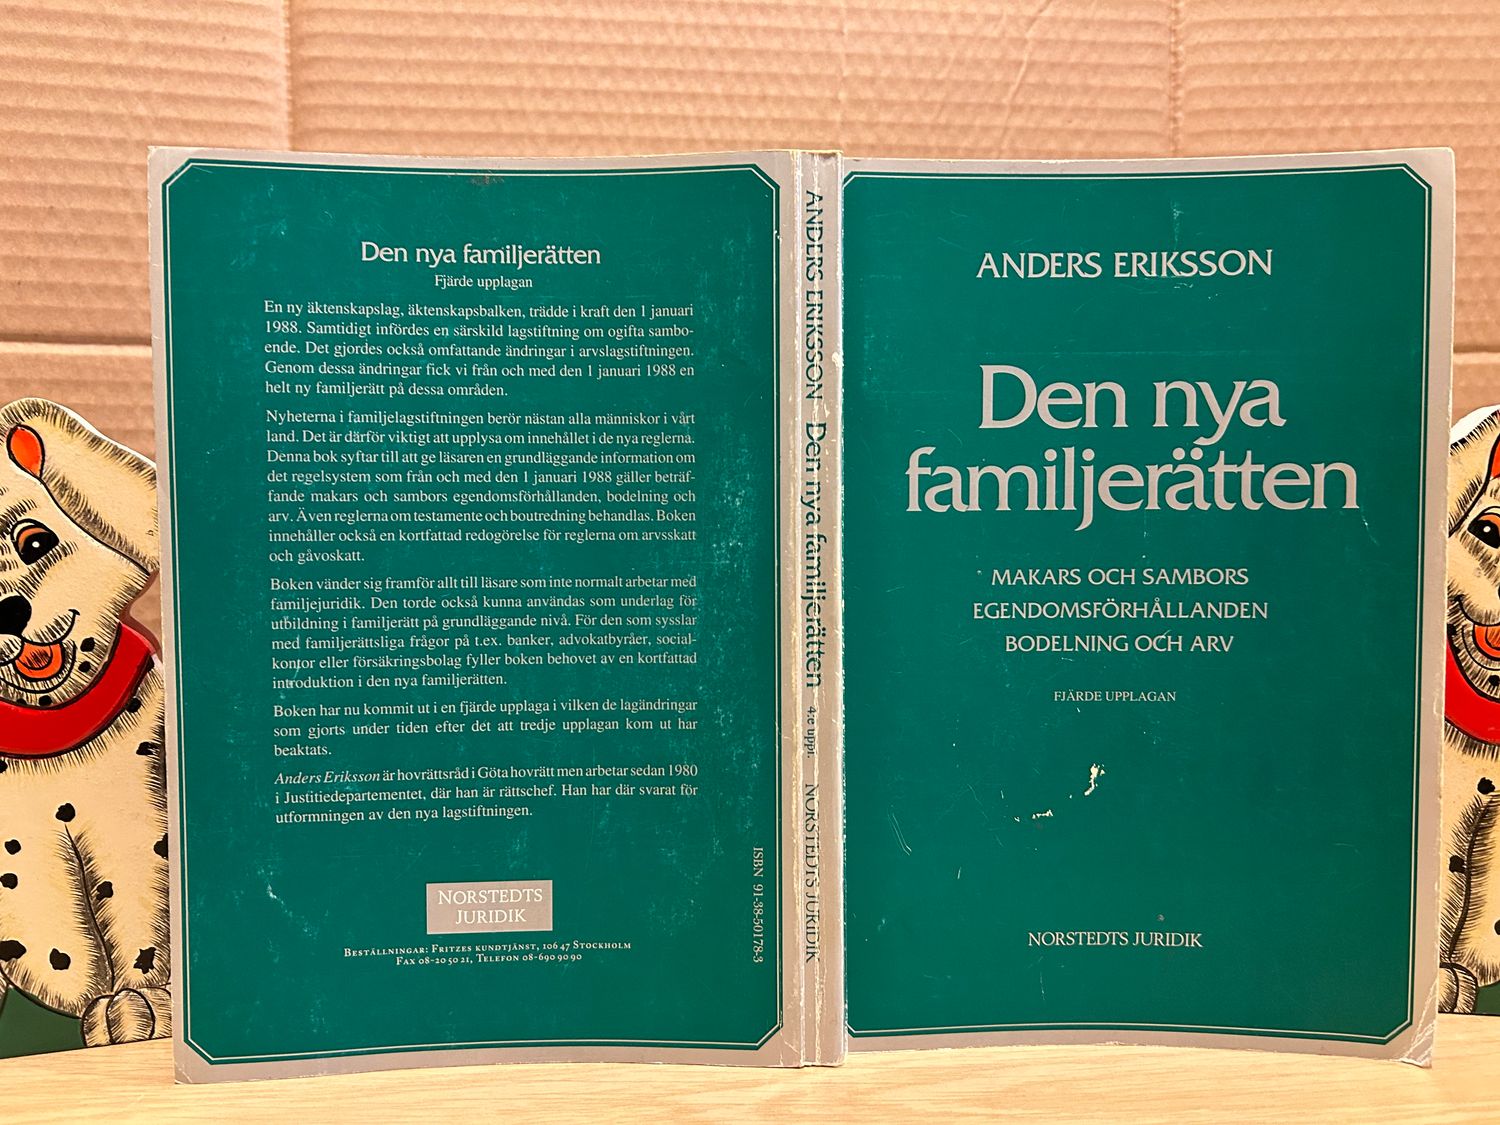 Den nya familjerätten
Fjärde upplagan
En ny äktenskapslag, äktenskapsbalken, trädde i kraft den 1 januari
1988. Samtidigt infördes en särskild lagstiftning om ogifta sambo-
ende. Det gjordes också omfattande ändringar i arvslagstiftningen.
Genom dessa ändringar fick vi från och med den 1 januari 1988 en
helt ny familjerätt på dessa områden.
Nyheterna i familjelagstiftningen berör nästan alla människor i vårt
land. Det är därför viktigt att upplysa om innehållet i de nya reglerna.
Denna bok syftar till att ge läsaren en grundläggande information om
det regelsystem som från och med den 1 januari 1988 gäller beträf-
fande makars och sambors egendomsförhållanden, bodelning och
arv. Även reglerna om testamente och boutredning behandlas. Boken
innehåller också en kortfattad redogörelse för reglerna om arvsskatt
och gåvoskatt.
Boken vänder sig framför allt till läsare som inte normalt arbetar med
familjejuridik. Den torde också kunna användas som underlag för
utbildning i familjerätt på grundläggande nivå. För den som sysslar
med familjerättsliga frågor på t.ex. banker, advokatbyråer, social-
kontor eller försäkringsbolag fyller boken behovet av en kortfattad
introduktion i den nya familjerätten.
Boken har nu kommit ut i en fjärde upplaga i vilken de lagändringar
som gjorts under tiden efter det att tredje upplagan kom ut har
beaktats.
Anders Eriksson är hovrättsråd i Göta hovrätt men arbetar sedan 1980
i Justitiedepartementet, där han är rättschef. Han har där svarat för
utformningen av den nya lagstiftningen.
NORSTEDTS
JURIDIK
BESTÄLLNINGAR: FRITZES KUNDTJÄNST, 106 47 STOCKHOLM
FAX 08-20 50 21, TELEFON 08-690 90 90
ISBN 91-38-50178-3
ANDERS ERIKSSON Den nya familjerätten 4:e uppl. NORSTEDTS JURIDIK
ANDERS ERIKSSON
Den nya
familjerätten
MAKARS OCH SAMBORS
EGENDOMSFÖRHÅLLANDEN
BODELNING OCH ARV
FJÄRDE UPPLAGAN
NORSTEDTS JURIDIK